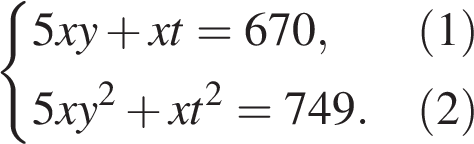 5xy + xt = 670, (1)
5xy² + xt² = 749. (2)